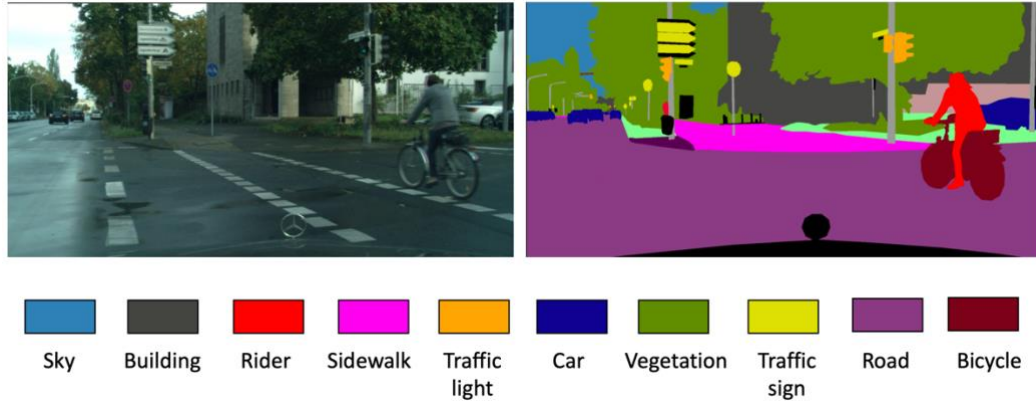 Sky
Building
Rider
Sidewalk
Traffic
light
Car
Vegetation
Traffic
sign
Road
Bicycle